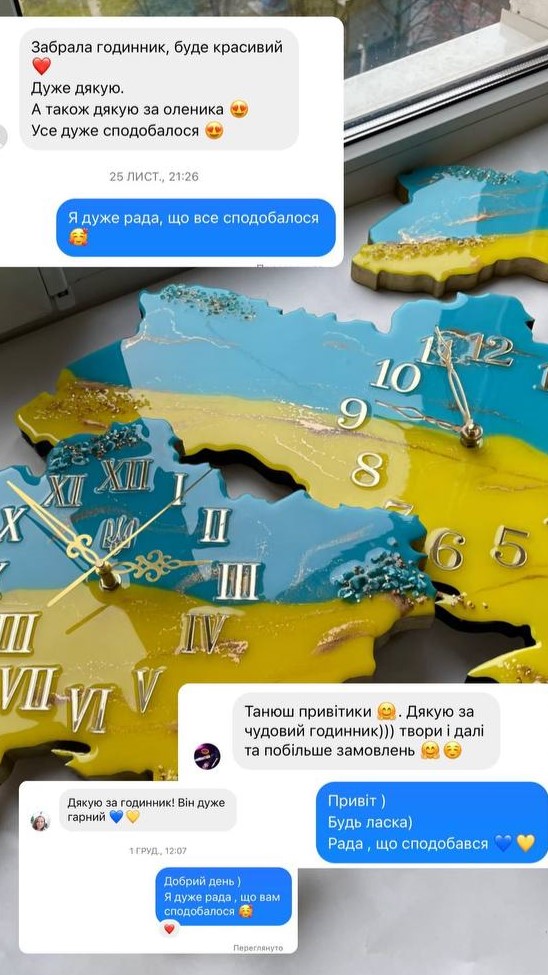 Забрала годинник, буде красивий
❤️
Дуже дякую.
А також дякую за оленика 😍
Усе дуже сподобалося 😍
25 ЛИСТ., 21:26
Я дуже рада, що все сподобалося
🥰
11 12
10
9
8
7
6 5
XI XII I
X II
III
IV
VIII
VII VI V
Танюш привітики 🤗. Дякую за
чудовий годинник))) твори і далі
та побільше замовлень 🤗☺️
Привіт )
Будь ласка)
Рада , що сподобався 💙💛
Дякую за годинник! Він дуже
гарний 💙💛
1 ГРУД., 12:07
Добрий день )
Я дуже рада , що вам
сподобалося 🥰
❤️
Переглянуто